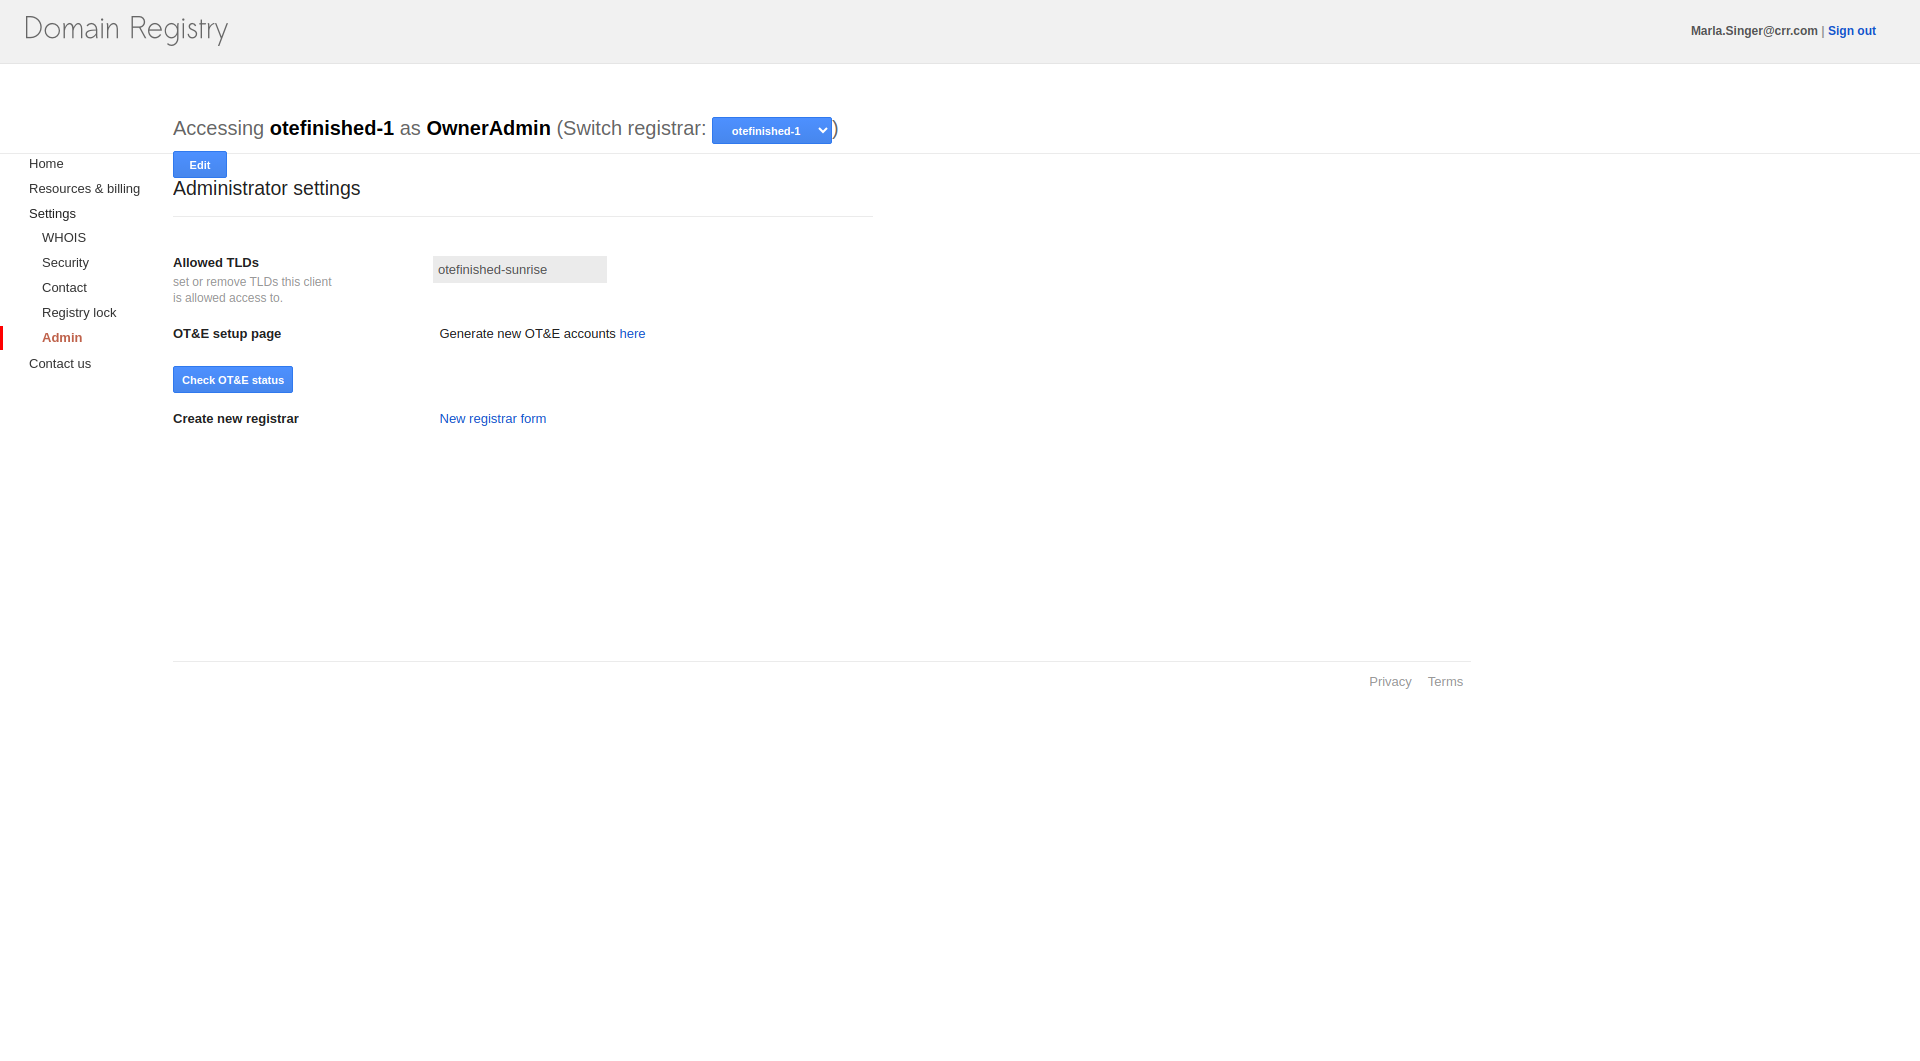 Domain Registry
Marla.Singer@crr.com | Sign out
Accessing otefinished-1 as OwnerAdmin (Switch registrar: otefinished-1)
Home
Resources & billing
Settings
WHOIS
Security
Contact
Registry lock
Admin
Contact us
Edit
Administrator settings
Allowed TLDs
set or remove TLDs this client
is allowed access to.
otefinished-sunrise
OT&E setup page
Generate new OT&E accounts here
Check OT&E status
Create new registrar
New registrar form
Privacy Terms